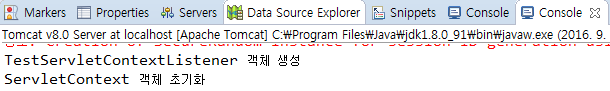 Markers Properties Servers Data Source Explorer Snippets Console Console
Tomcat v8.0 Server at localhost [Apache Tomcat] C:₩Program Files₩Java₩jdk1.8.0_91₩bin₩javaw.exe (2016. 9.
TestServletContextListener 객체 생성
ServletContext 객체 초기화